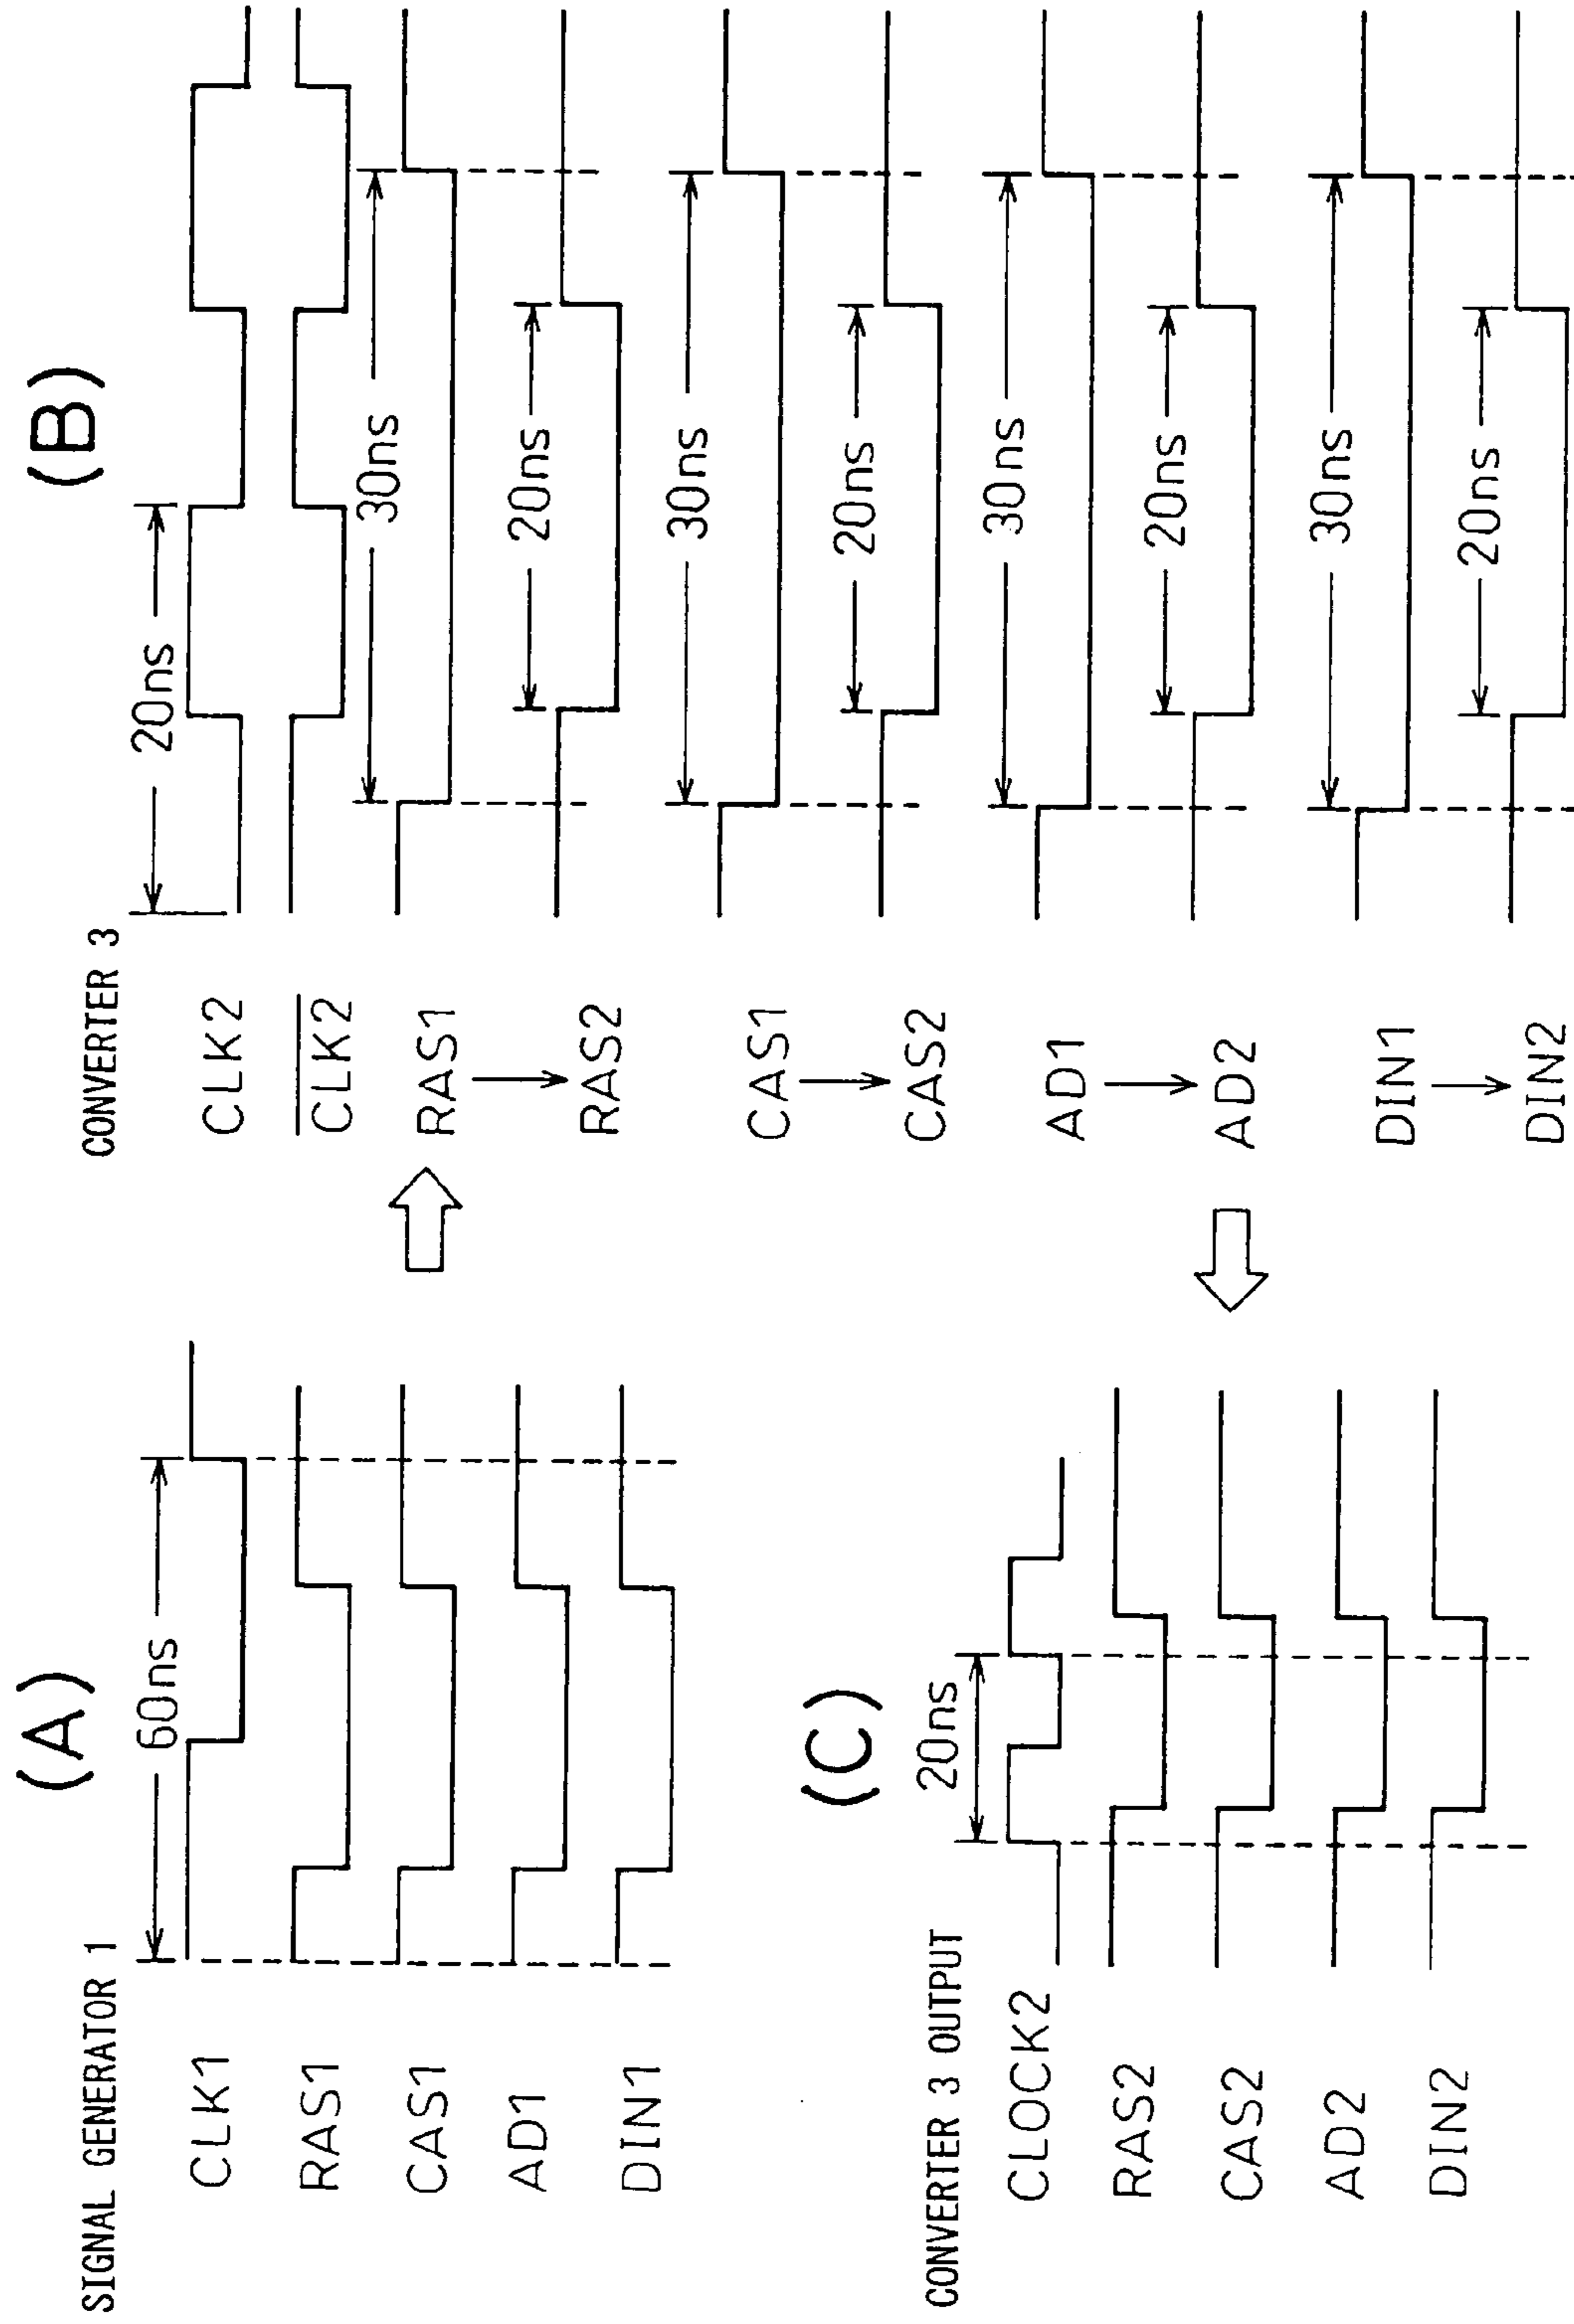 (A)
SIGNAL GENERATOR 1
60ns
CLK1
RAS1
CAS1
AD1
DIN1
(B)
CONVERTER 3
20ns
CLK2
CLK2
30ns
RAS1
20ns
RAS2
30ns
CAS1
20ns
CAS2
30ns
AD1
20ns
AD2
30ns
DIN1
20ns
DIN2
(C)
CONVERTER 3 OUTPUT
20ns
CLOCK2
RAS2
CAS2
AD2
DIN2